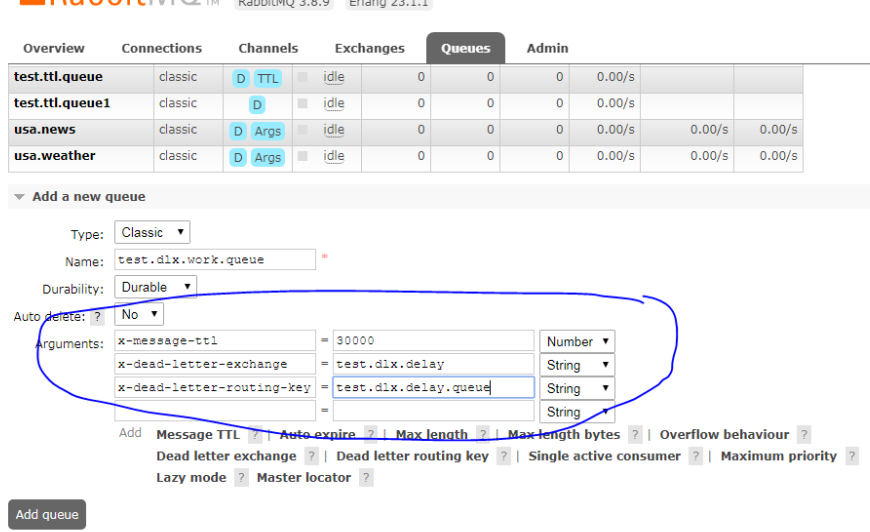 RabbitMQ TM RabbitMQ 3.8.9 Erlang 23.1.1
Overview Connections Channels Exchanges Queues Admin
test.ttl.queue classic D TTL idle 0 0 0 0.00/s
test.ttl.queue1 classic D idle 0 0 0 0.00/s
usa.news classic D Args idle 0 0 0 0.00/s 0.00/s 0.00/s
usa.weather classic D Args idle 0 0 0 0.00/s 0.00/s 0.00/s
Add a new queue
Type: Classic
Name: test.dlx.work.queue *
Durability: Durable
Auto delete: ? No
Arguments: x-message-ttl = 30000 Number
x-dead-letter-exchange = test.dlx.delay String
x-dead-letter-routing-key = test.dlx.delay.queue String
= String
Add Message TTL ? | Auto expire ? | Max length ? | Max length bytes ? | Overflow behaviour ?
Dead letter exchange ? | Dead letter routing key ? | Single active consumer ? | Maximum priority ?
Lazy mode ? Master locator ?
Add queue